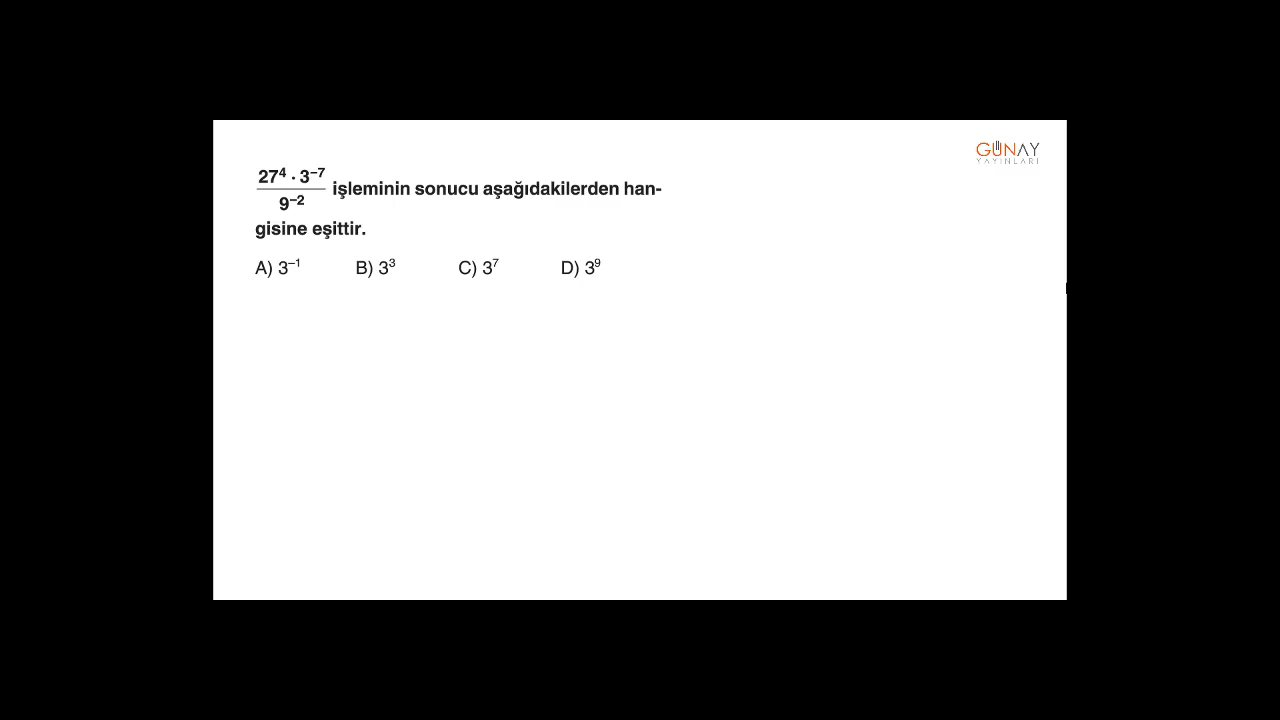 GÜNAY
YAYINLARI
27⁴ · 3⁻⁷
9⁻² işleminin sonucu aşağıdakilerden han-
gisine eşittir.
A) 3⁻¹ B) 3³ C) 3⁷ D) 3⁹